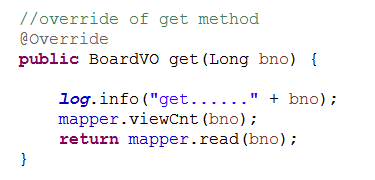 //override of get method
@Override
public BoardVO get(Long bno) {
log.info("get......" + bno);
mapper.viewCnt(bno);
return mapper.read(bno);
}